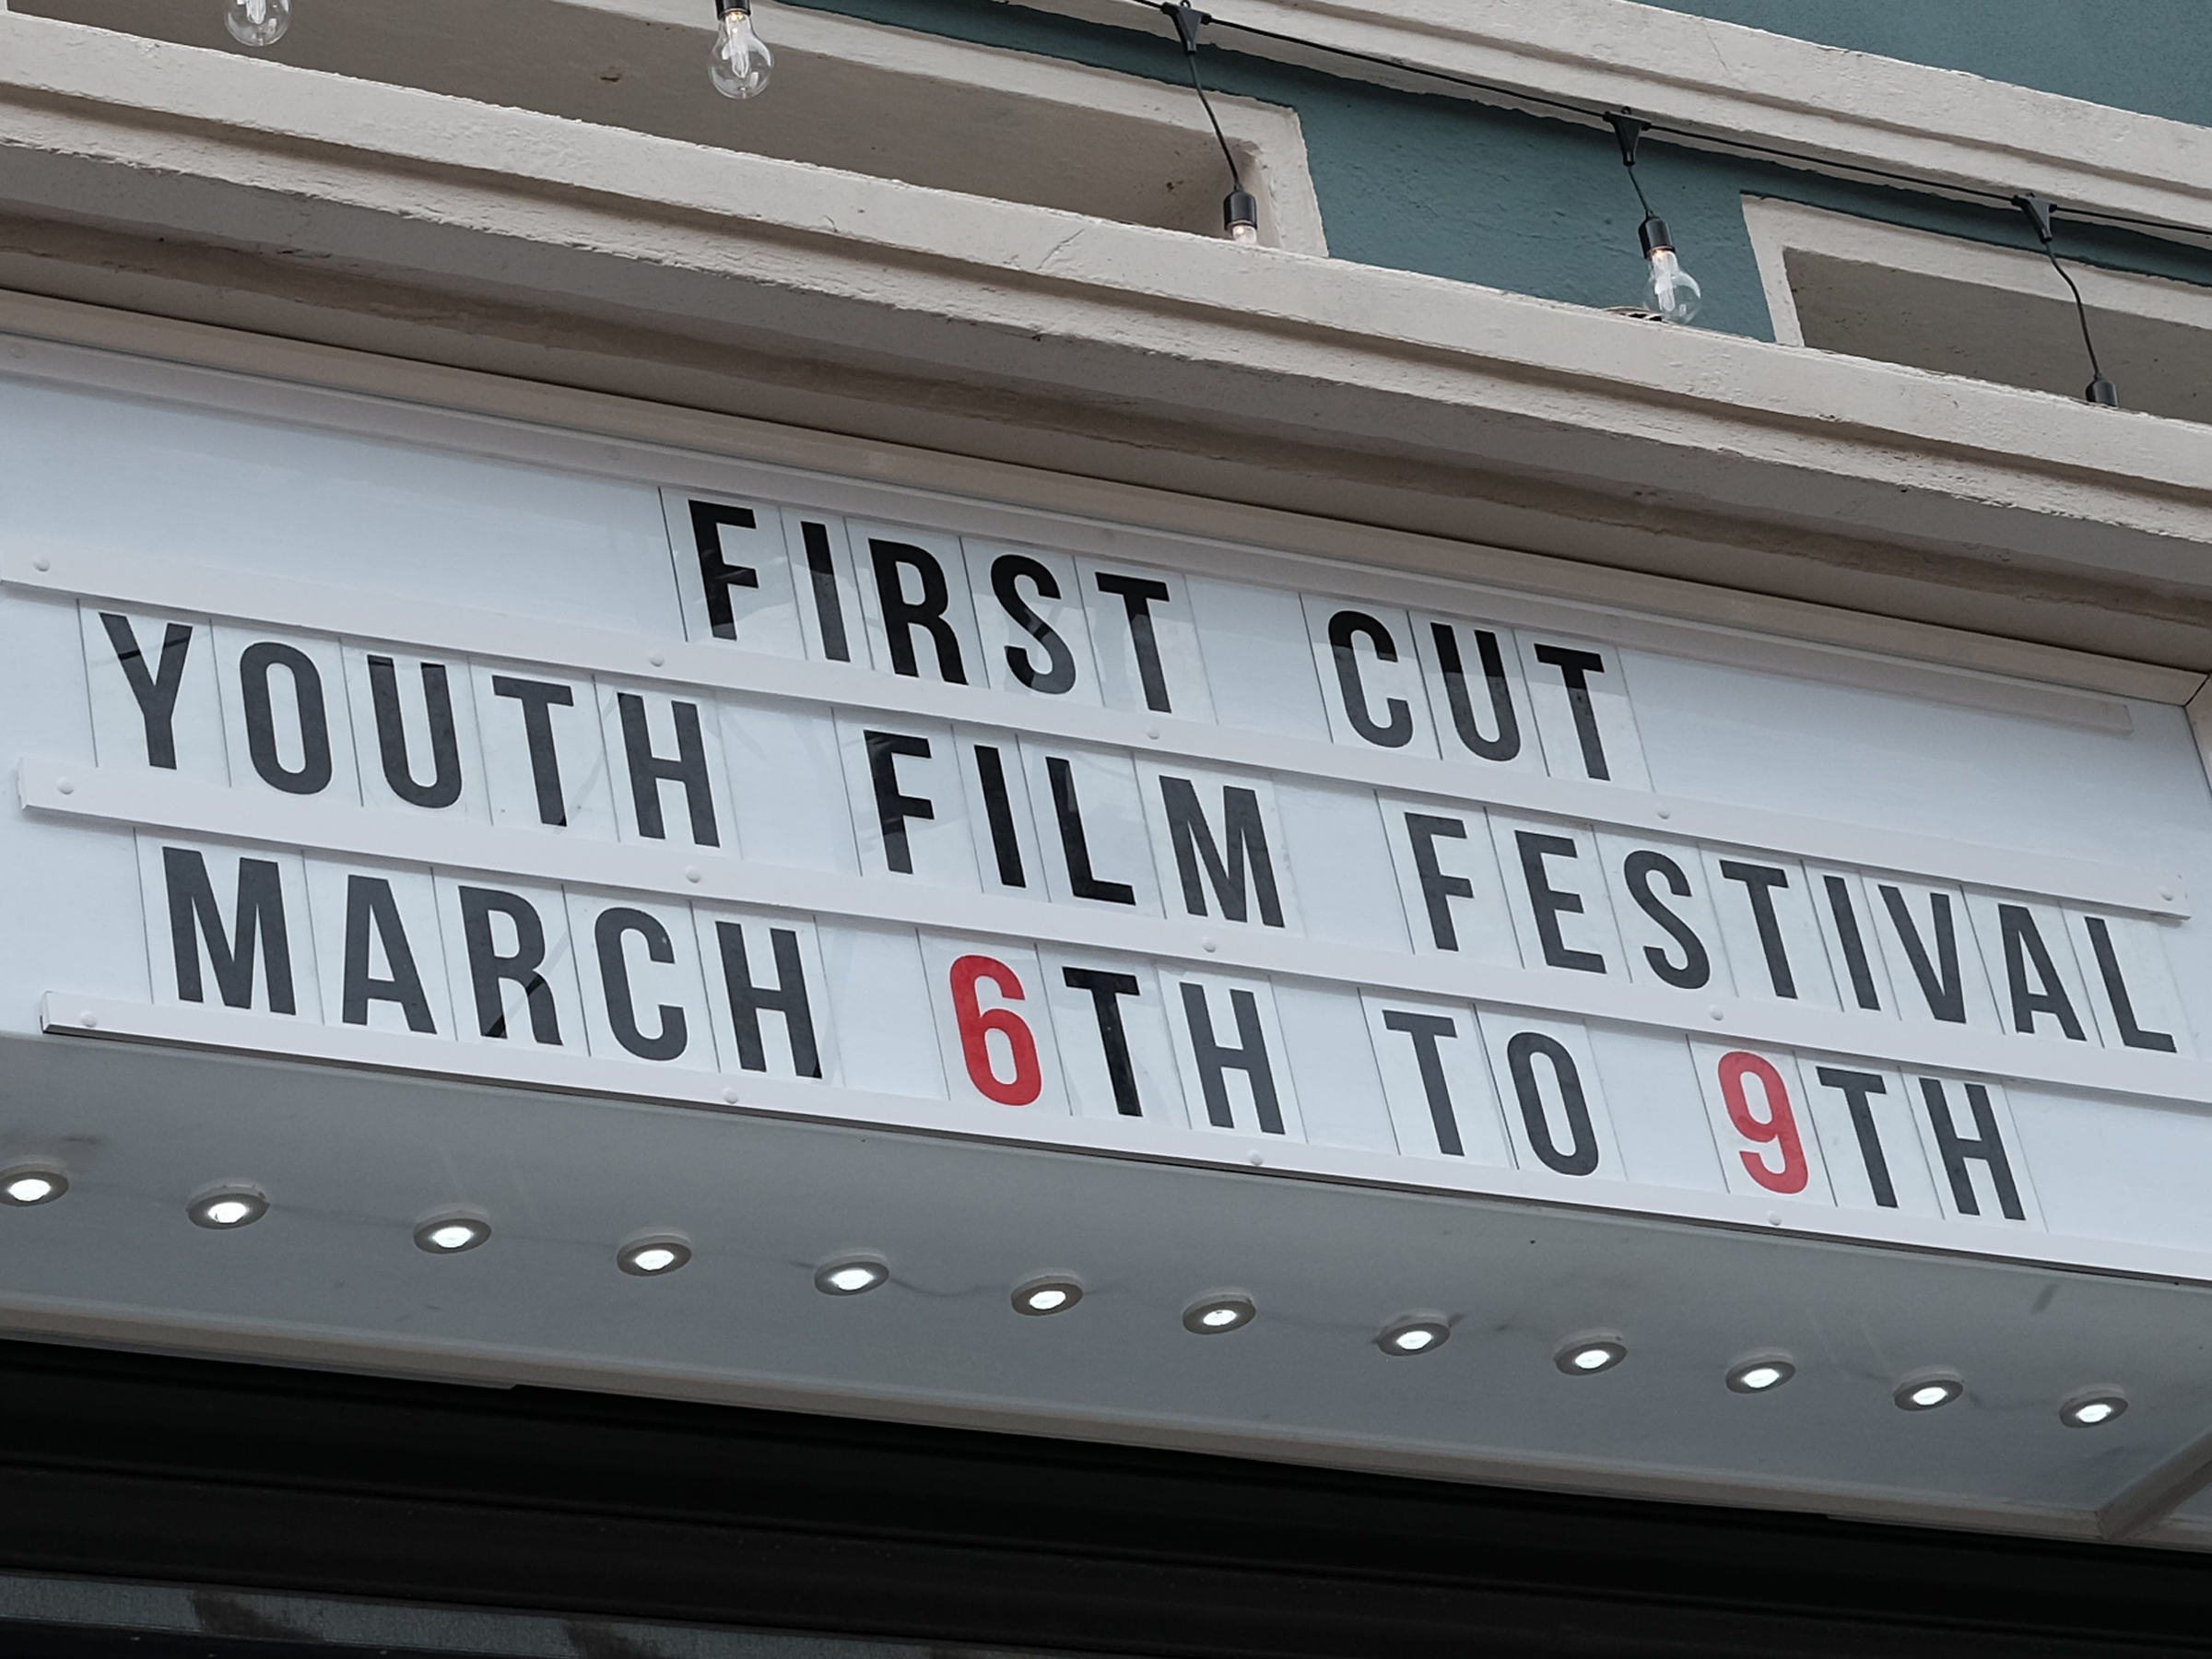 FIRST CUT
YOUTH FILM FESTIVAL
MARCH 6TH TO 9TH